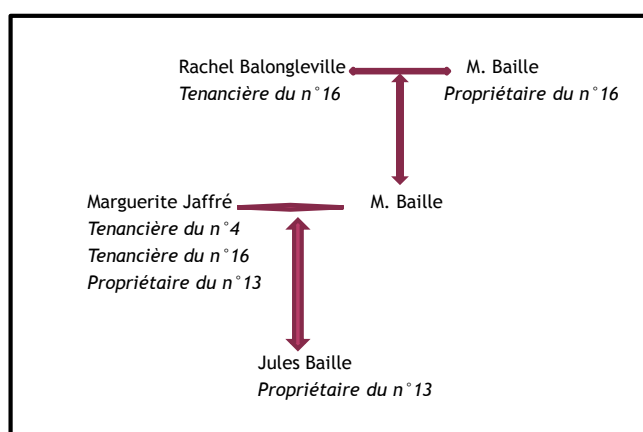 Rachel Balongleville M. Baille
Tenancière du n°16 Propriétaire du n°16
Marguerite Jaffré M. Baille
Tenancière du n°4
Tenancière du n°16
Propriétaire du n°13
Jules Baille
Propriétaire du n°13